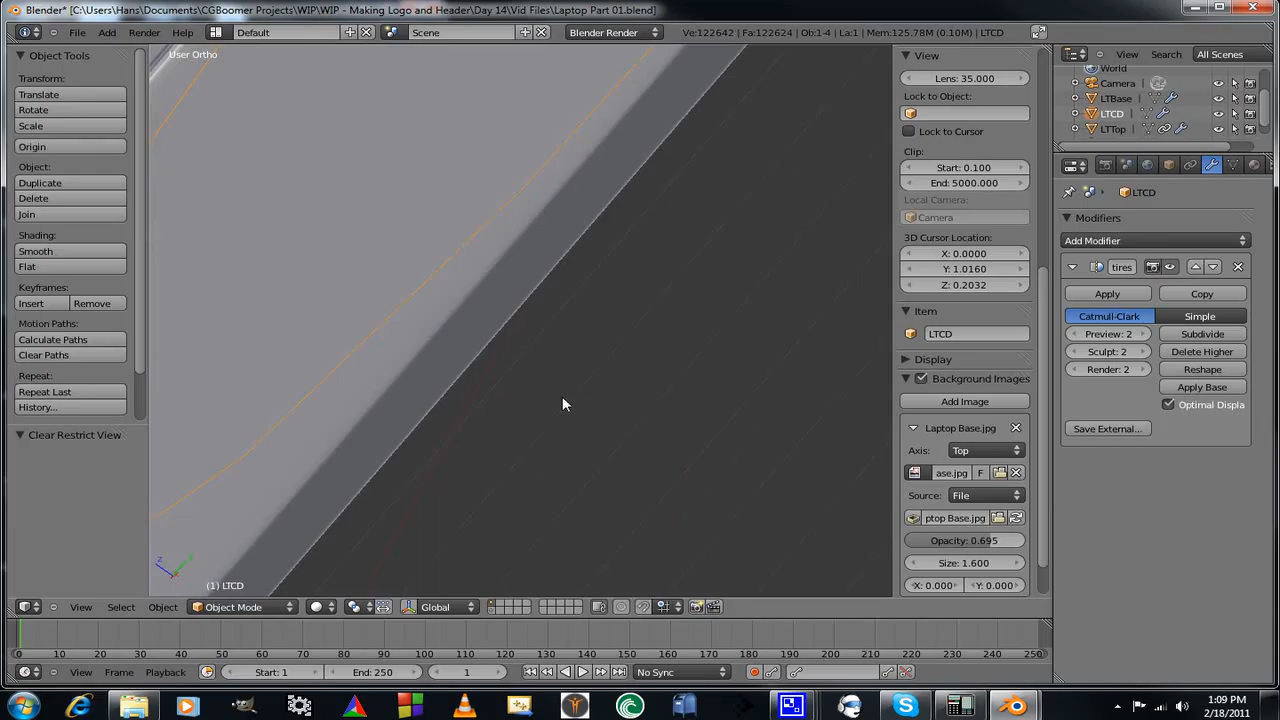 Blender* [C:\Users\Hans\Documents\CGBoomer Projects\WIP\WIP - Making Logo and Header\Day 14\Vid Files\Laptop Part 01.blend]
File Add Render Help Default Scene Blender Render Ve:122642 | Fa:122624 | Ob:1-4 | La:1 | Mem:125.78M (0.10M) | LTCD View Search All Scenes
Object Tools
Transform:
Translate
Rotate
Scale
Origin
Object:
Duplicate
Delete
Join
Shading:
Smooth
Flat
Keyframes:
Insert Remove
Motion Paths:
Calculate Paths
Clear Paths
Repeat:
Repeat Last
History...
Clear Restrict View
User Ortho
Z
(1) LTCD
View Select Object Object Mode Global
View
Lens: 35.000
Lock to Object:
Lock to Cursor
Clip:
Start: 0.100
End: 5000.000
Local Camera:
Camera
3D Cursor Location:
X: 0.0000
Y: 1.0160
Z: 0.2032
Item
LTCD
Display
Background Images
Add Image
Laptop Base.jpg
Axis: Top
ase.jpg F
Source: File
ptop Base.jpg
Opacity: 0.695
Size: 1.600
X: 0.000 Y: 0.000
World
Camera
LTBase
LTCD
LTTop
LTCD
Modifiers
Add Modifier
tires
Apply Copy
Catmull-Clark Simple
Preview: 2 Subdivide
Sculpt: 2 Delete Higher
Render: 2 Reshape
Apply Base
Optimal Displa
Save External...
0 10 20 30 40 50 60 70 80 90 100 110 120 130 140 150 160 170 180 190 200 210 220 230 240 250
View Frame Playback Start: 1 End: 250 1 No Sync
1:09 PM
2/18/2011